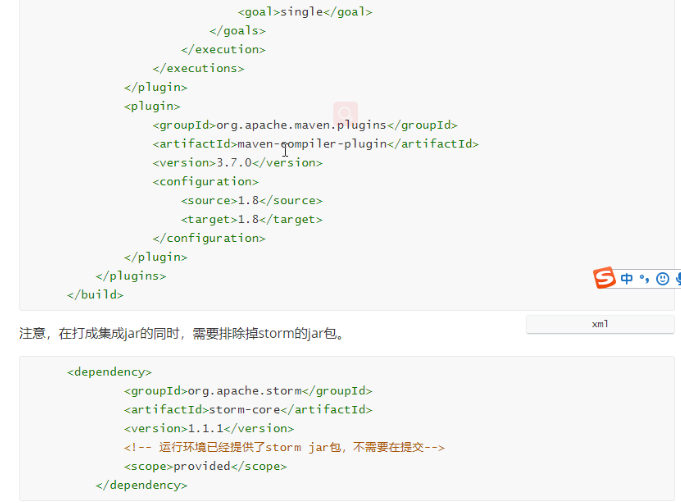 <goal>single</goal>
</goals>
</execution>
</executions>
</plugin>
<plugin>
<groupId>org.apache.maven.plugins</groupId>
<artifactId>maven-compiler-plugin</artifactId>
<version>3.7.0</version>
<configuration>
<source>1.8</source>
<target>1.8</target>
</configuration>
</plugin>
</plugins>
</build>
中
xml
注意，在打成集成jar的同时，需要排除掉storm的jar包。
<dependency>
<groupId>org.apache.storm</groupId>
<artifactId>storm-core</artifactId>
<version>1.1.1</version>
<!-- 运行环境已经提供了storm jar包，不需要在提交-->
<scope>provided</scope>
</dependency>